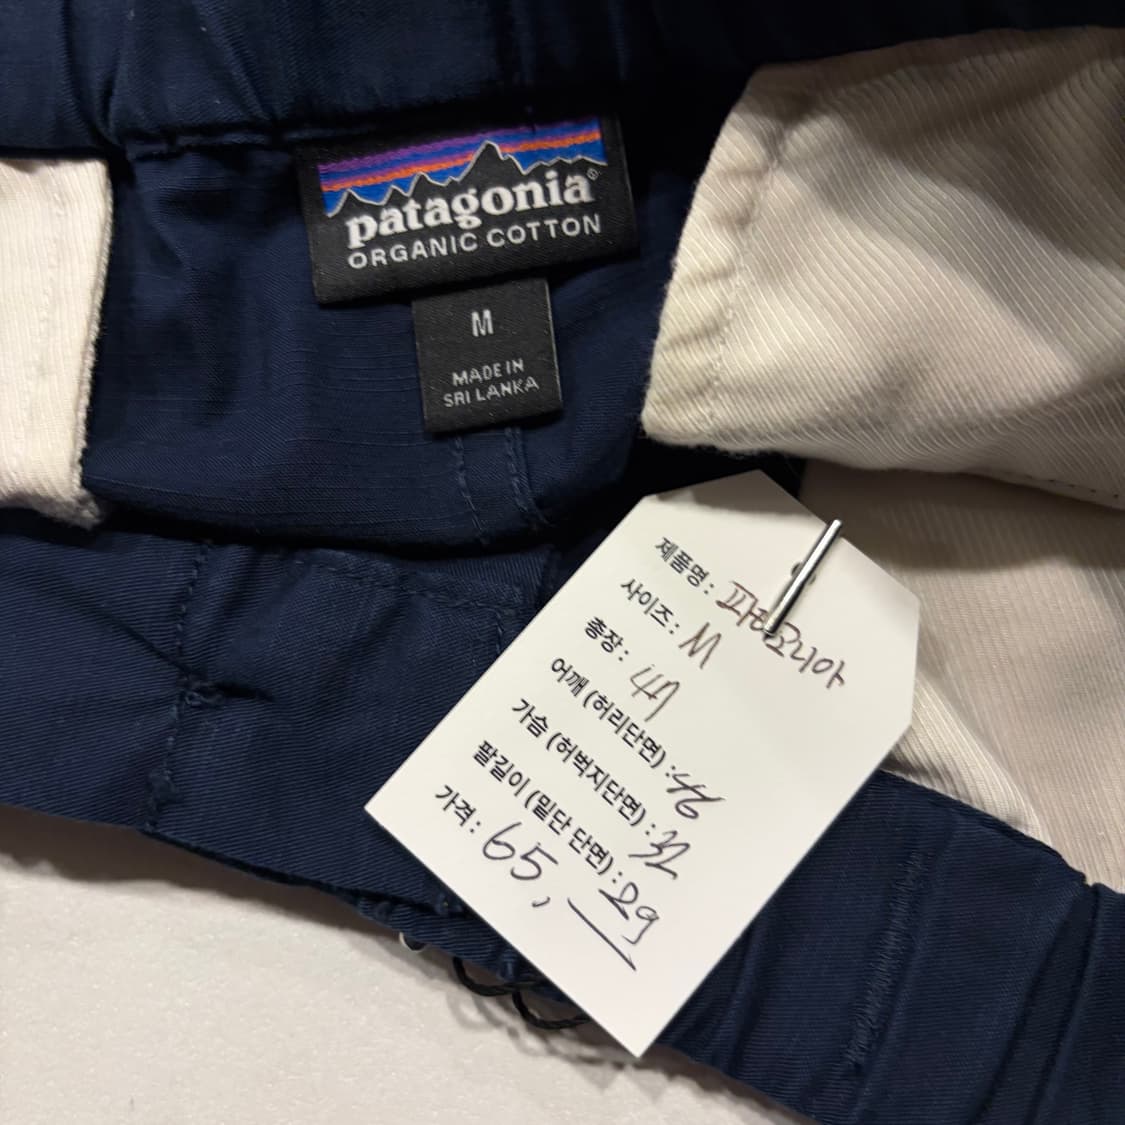 patagonia®
ORGANIC COTTON
M
MADE IN
SRI LANKA
제품명 : 파타고니아
사이즈 : M
총장 : 47
어깨 (허리단면) : 46
가슴 (허벅지단면) : 32
팔길이 (밑단 단면) : 29
가격 : 65,